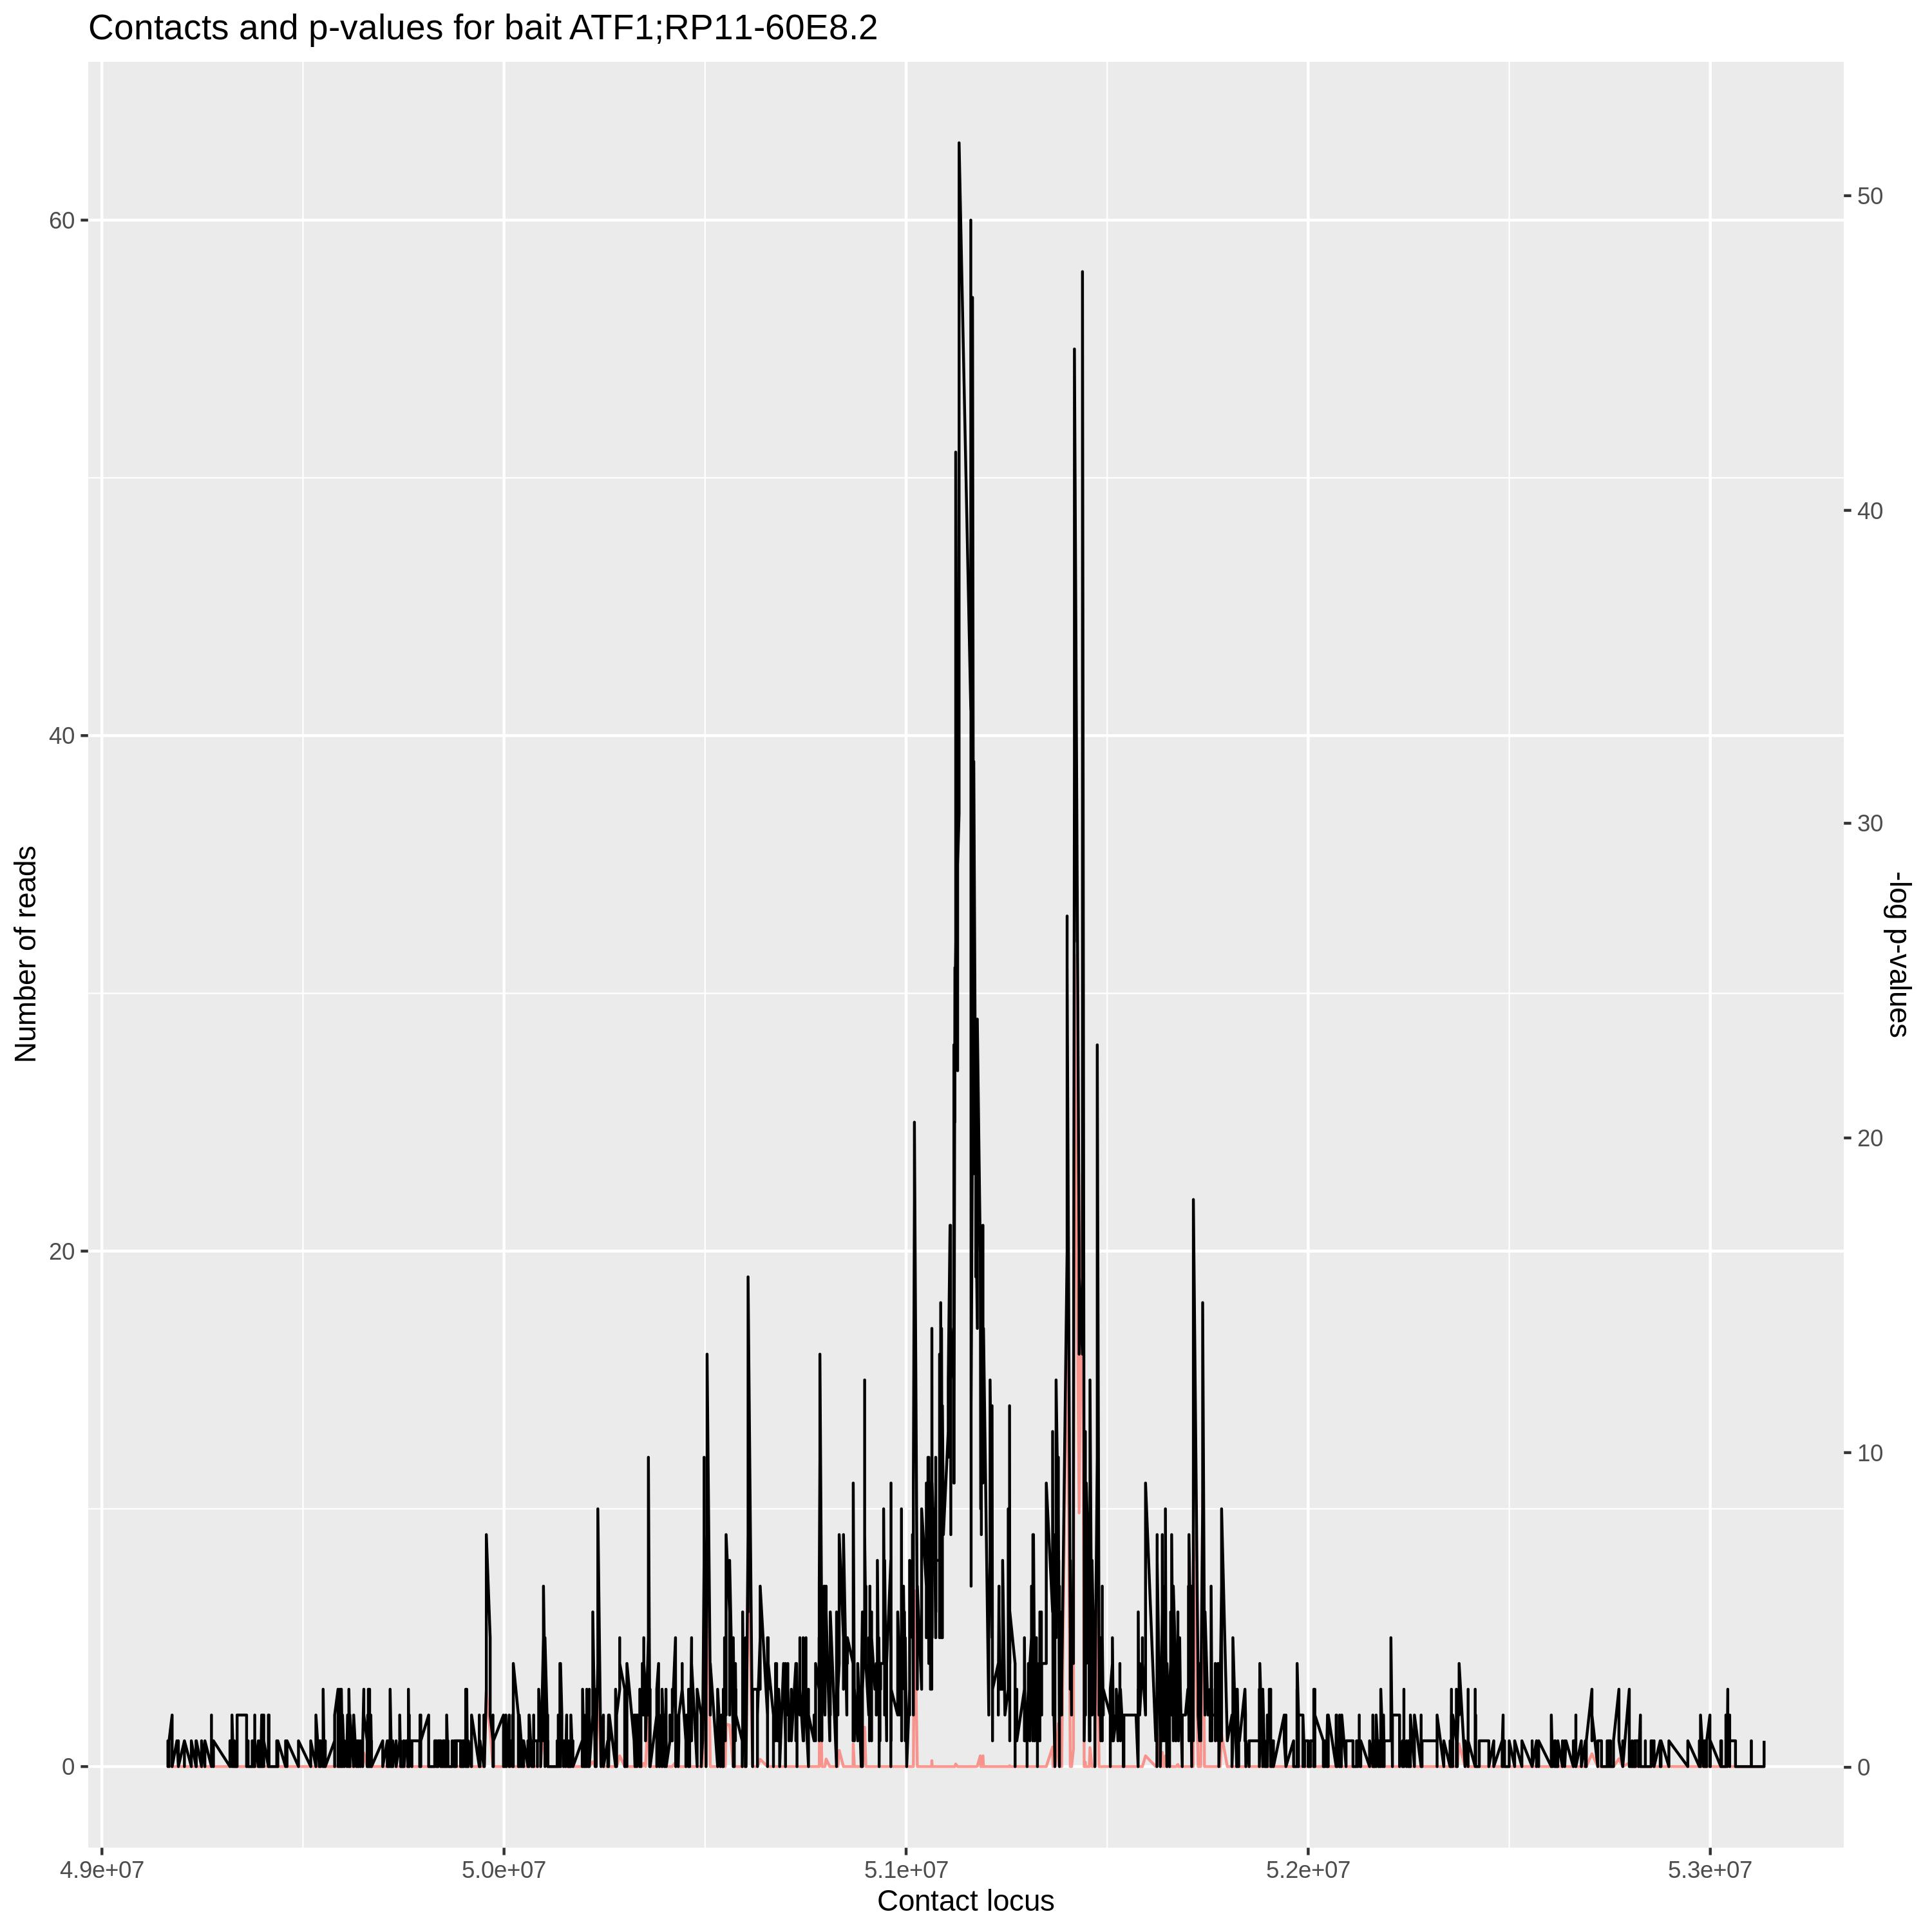 Contacts and p-values for bait ATF1;RP11-60E8.2
60
40
20
0
Number of reads
50
40
30
20
10
0
-log p-values
4.9e+07 5.0e+07 5.1e+07 5.2e+07 5.3e+07
Contact locus